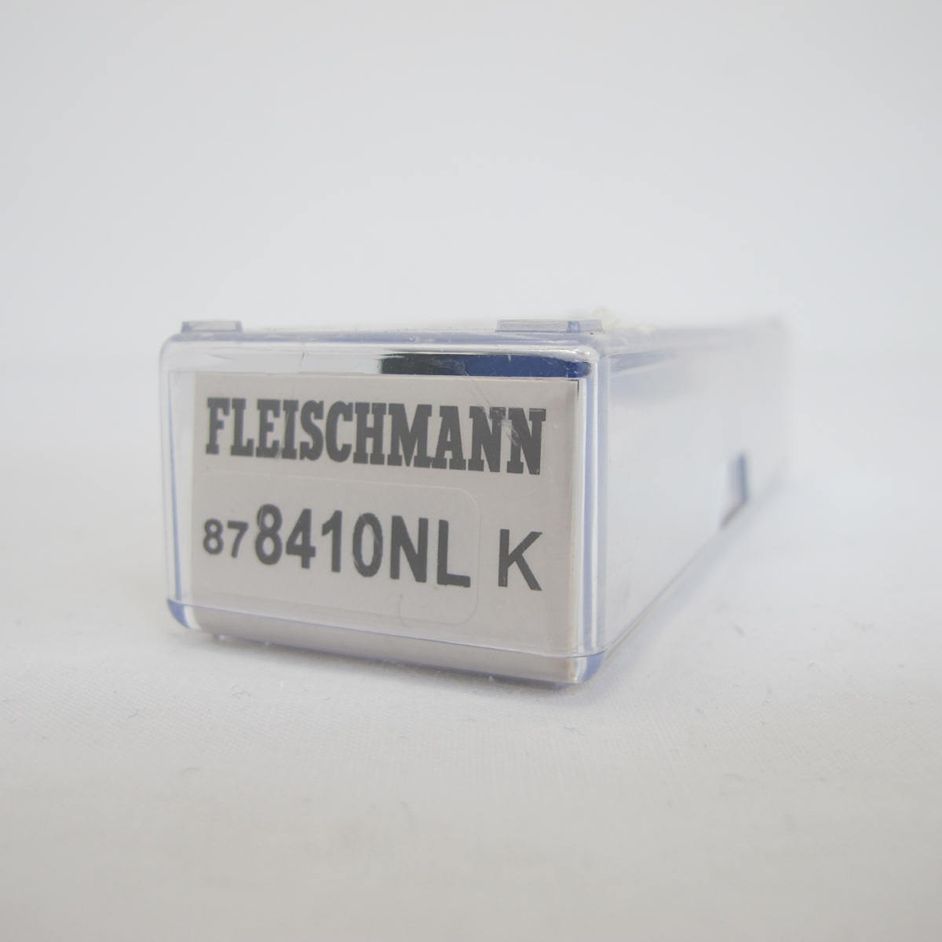 FLEISCHMANN
87 8410NL K